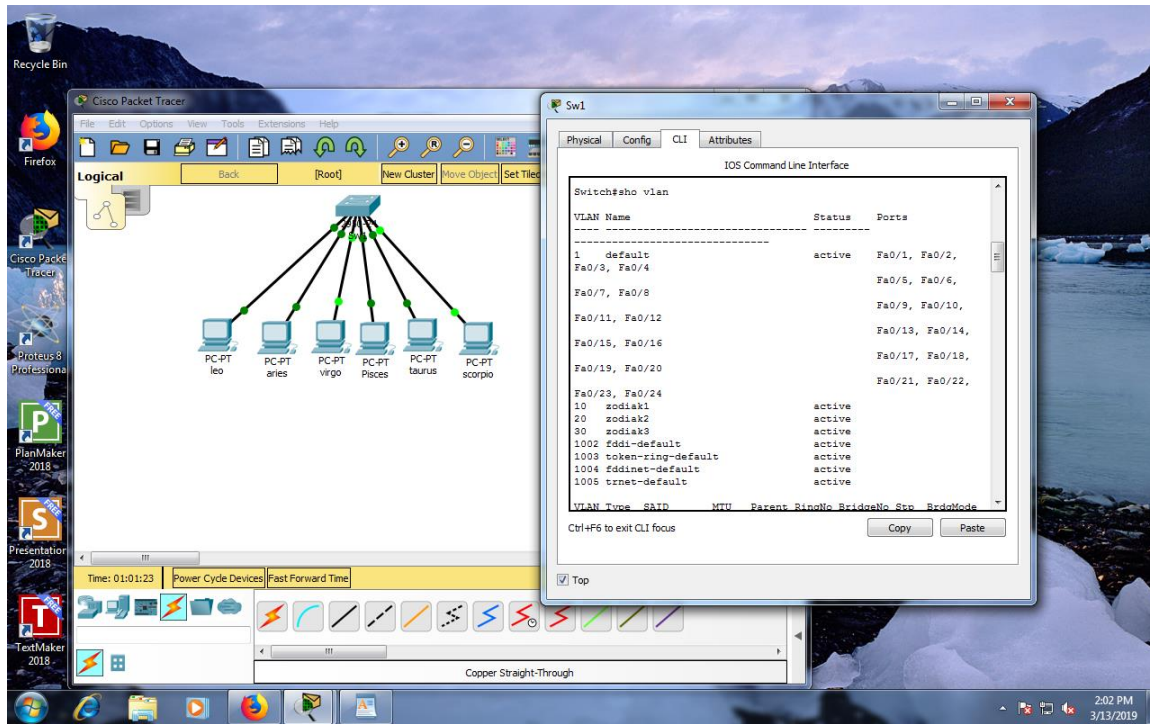 Recycle Bin
Firefox
Cisco Packe
Tracer
Proteus 8
Professiona
PlanMaker
2018
Presentation
2018
TextMaker
2018
FREE
FREE
FREE
P
S
T
Cisco Packet Tracer
File Edit Options View Tools Extensions Help
Logical
Back
[Root]
New Cluster
Move Object
Set Tiled
Sw1
PC-PT
leo
PC-PT
aries
PC-PT
virgo
PC-PT
Pisces
PC-PT
taurus
PC-PT
scorpio
Time: 01:01:23
Power Cycle Devices
Fast Forward Time
Copper Straight-Through
Sw1
Physical
Config
CLI
Attributes
IOS Command Line Interface
Switch#sho vlan
VLAN Name Status Ports
---- -------------------------------- ---------
-------------------------------
1 default active Fa0/1, Fa0/2,
Fa0/3, Fa0/4
Fa0/5, Fa0/6,
Fa0/7, Fa0/8
Fa0/9, Fa0/10,
Fa0/11, Fa0/12
Fa0/13, Fa0/14,
Fa0/15, Fa0/16
Fa0/17, Fa0/18,
Fa0/19, Fa0/20
Fa0/21, Fa0/22,
Fa0/23, Fa0/24
10 zodiak1 active
20 zodiak2 active
30 zodiak3 active
1002 fddi-default active
1003 token-ring-default active
1004 fddinet-default active
1005 trnet-default active
VLAN Type SAID MTU Parent RingNo BridgeNo Stp BrdgMode
Ctrl+F6 to exit CLI focus
Copy
Paste
Top
2:02 PM
3/13/2019